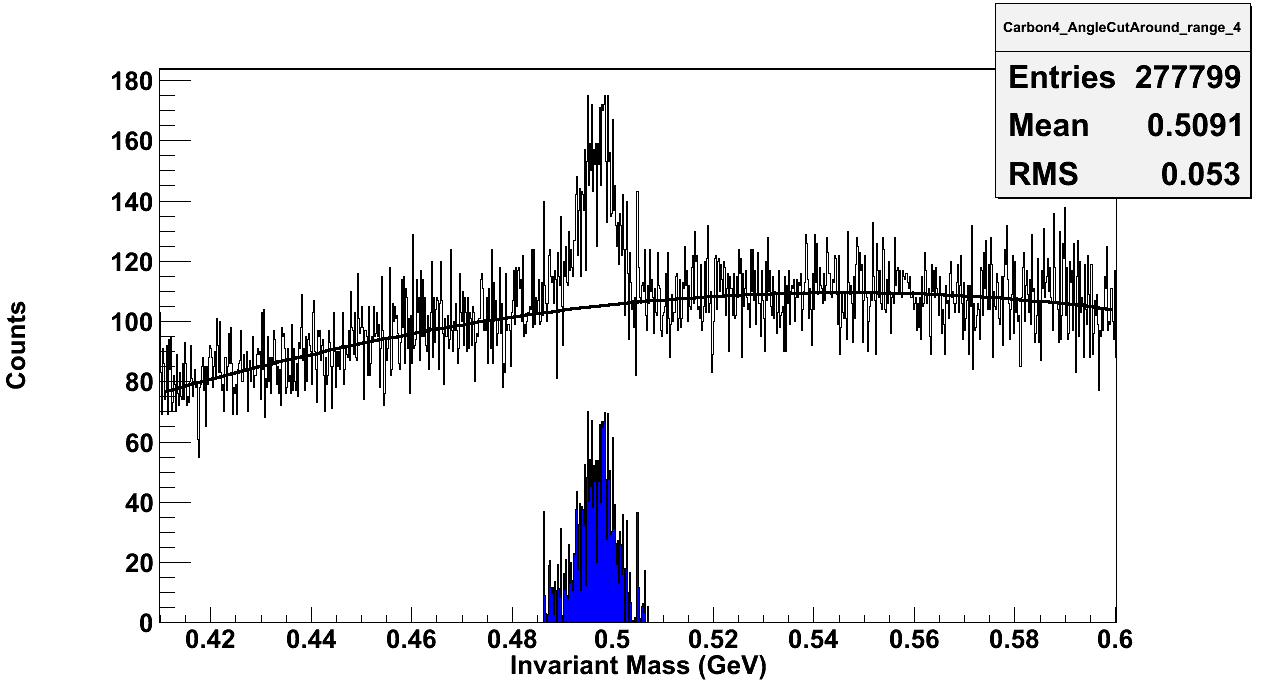 Carbon4_AngleCutAround_range_4
Entries 277799
Mean 0.5091
RMS 0.053
180
160
140
120
100
80
60
40
20
0
Counts
0.42 0.44 0.46 0.48 0.5 0.52 0.54 0.56 0.58 0.6
Invariant Mass (GeV)